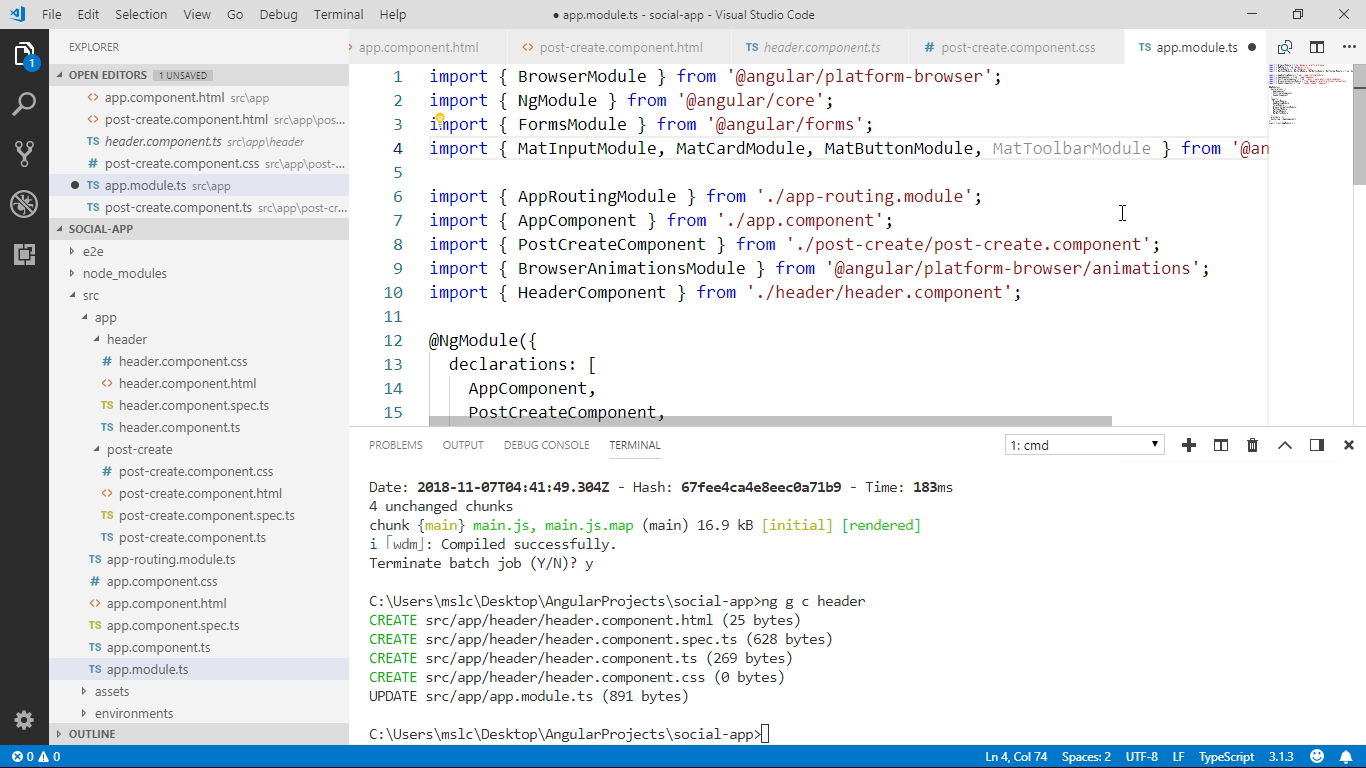 File Edit Selection View Go Debug Terminal Help
● app.module.ts - social-app - Visual Studio Code
EXPLORER
OPEN EDITORS 1 UNSAVED
app.component.html src\app
post-create.component.html src\app\pos...
TS header.component.ts src\app\header
# post-create.component.css src\app\post-...
● TS app.module.ts src\app
TS post-create.component.ts src\app\post-cr...
SOCIAL-APP
e2e
node_modules
src
app
header
# header.component.css
<> header.component.html
TS header.component.spec.ts
TS header.component.ts
post-create
# post-create.component.css
<> post-create.component.html
TS post-create.component.spec.ts
TS post-create.component.ts
TS app-routing.module.ts
# app.component.css
<> app.component.html
TS app.component.spec.ts
TS app.component.ts
TS app.module.ts
assets
environments
OUTLINE
1
app.component.html <> post-create.component.html TS header.component.ts # post-create.component.css TS app.module.ts ●
1 import { BrowserModule } from '@angular/platform-browser';
2 import { NgModule } from '@angular/core';
3 import { FormsModule } from '@angular/forms';
4 import { MatInputModule, MatCardModule, MatButtonModule, MatToolbarModule } from '@an
5
6 import { AppRoutingModule } from './app-routing.module';
7 import { AppComponent } from './app.component';
8 import { PostCreateComponent } from './post-create/post-create.component';
9 import { BrowserAnimationsModule } from '@angular/platform-browser/animations';
10 import { HeaderComponent } from './header/header.component';
11
12 @NgModule({
13 declarations: [
14 AppComponent,
15 PostCreateComponent,
PROBLEMS OUTPUT DEBUG CONSOLE TERMINAL 1: cmd
Date: 2018-11-07T04:41:49.304Z - Hash: 67fee4ca4e8eec0a71b9 - Time: 183ms
4 unchanged chunks
chunk {main} main.js, main.js.map (main) 16.9 kB [initial] [rendered]
i ｢wdm｣: Compiled successfully.
Terminate batch job (Y/N)? y
C:\Users\mslc\Desktop\AngularProjects\social-app>ng g c header
CREATE src/app/header/header.component.html (25 bytes)
CREATE src/app/header/header.component.spec.ts (628 bytes)
CREATE src/app/header/header.component.ts (269 bytes)
CREATE src/app/header/header.component.css (0 bytes)
UPDATE src/app/app.module.ts (891 bytes)
C:\Users\mslc\Desktop\AngularProjects\social-app>
0 0 Ln 4, Col 74 Spaces: 2 UTF-8 LF TypeScript 3.1.3